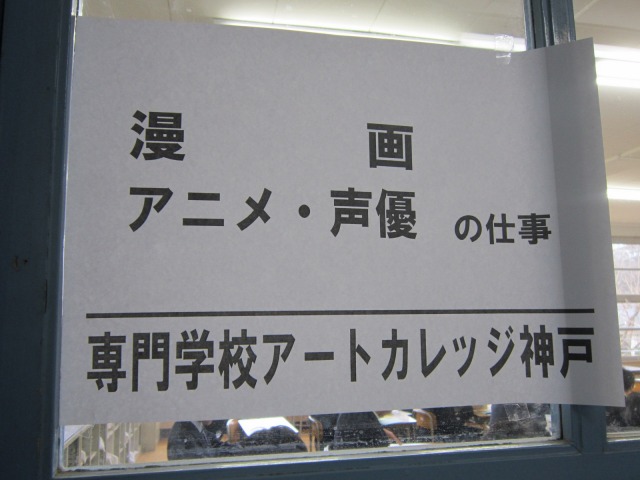 漫画
アニメ・声優 の仕事
専門学校アートカレッジ神戸